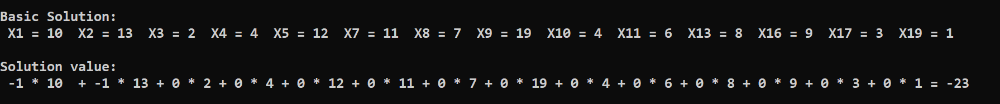 Basic Solution:
X1 = 10  X2 = 13  X3 = 2  X4 = 4  X5 = 12  X7 = 11  X8 = 7  X9 = 19  X10 = 4  X11 = 6  X13 = 8  X16 = 9  X17 = 3  X19 = 1
Solution value:
-1 * 10  + -1 * 13 + 0 * 2 + 0 * 4 + 0 * 12 + 0 * 11 + 0 * 7 + 0 * 19 + 0 * 4 + 0 * 6 + 0 * 8 + 0 * 9 + 0 * 3 + 0 * 1 = -23